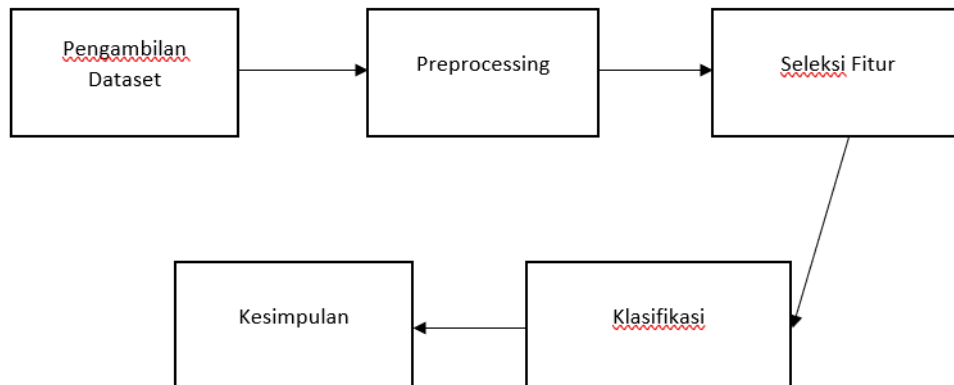 Pengambilan
Dataset
Preprocessing
Seleksi Fitur
Klasifikasi
Kesimpulan